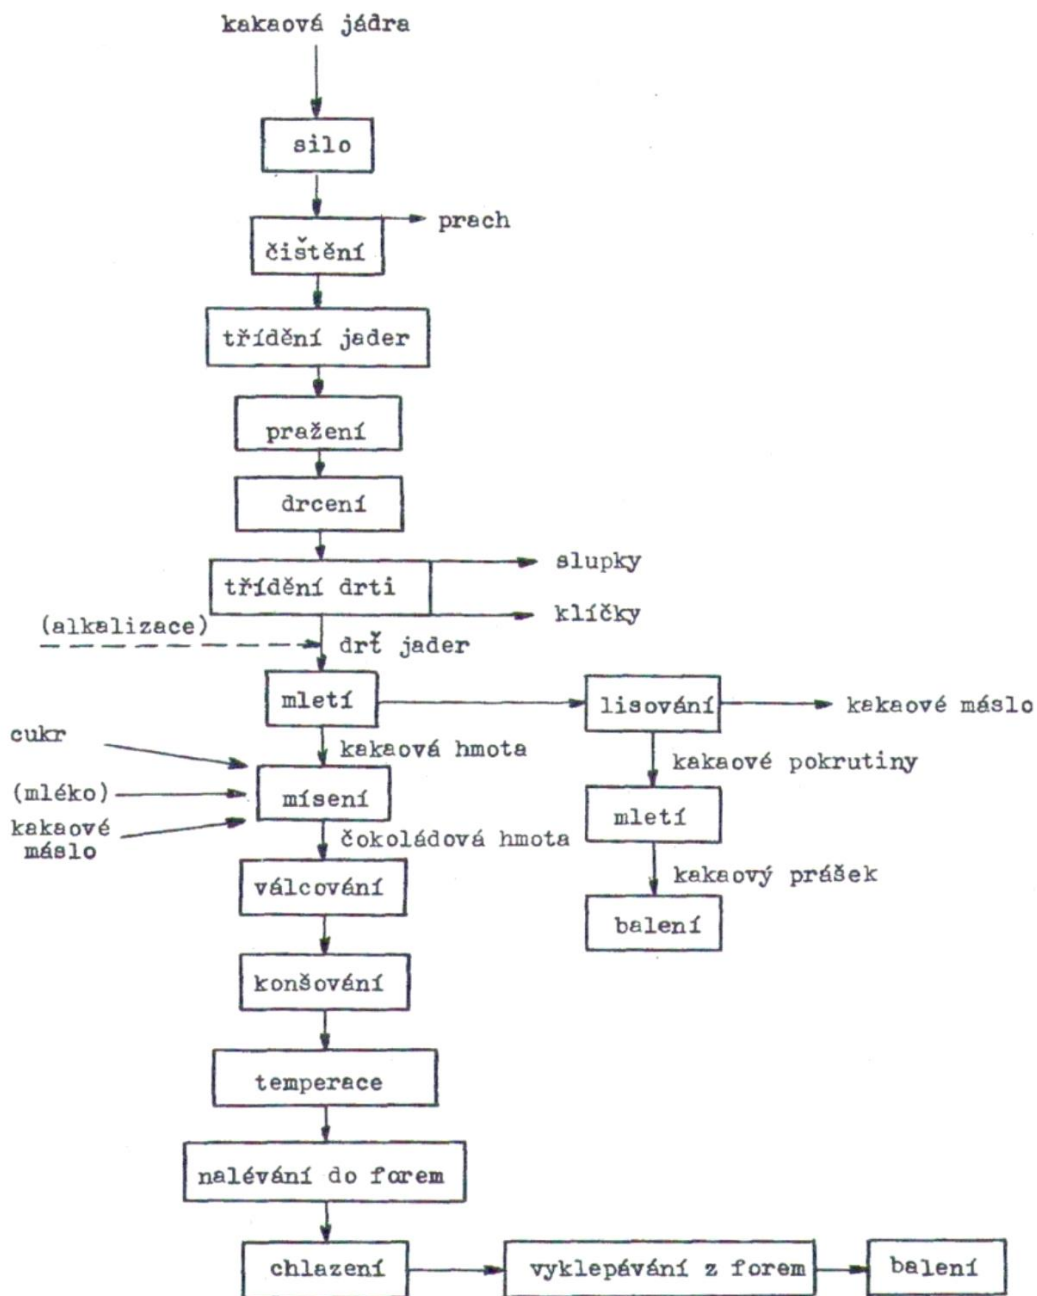 kakaová jádra
silo
prach
čištění
třídění jader
pražení
drcení
slupky
třídění drti
klíčky
(alkalizace)
drť jader
mletí
lisování
kakaové máslo
cukr
kakaová hmota
kakaové pokrutiny
(mléko)
mísení
mletí
kakaové
máslo
čokoládová hmota
kakaový prášek
válcování
balení
konšování
temperace
nalévání do forem
chlazení
vyklepávání z forem
balení